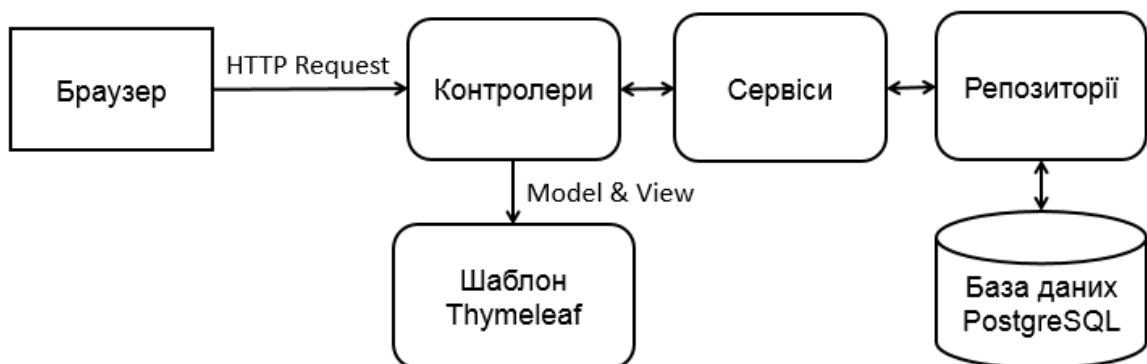 Браузер
HTTP Request
Контролери
Сервіси
Репозиторії
Model & View
Шаблон
Thymeleaf
База даних
PostgreSQL